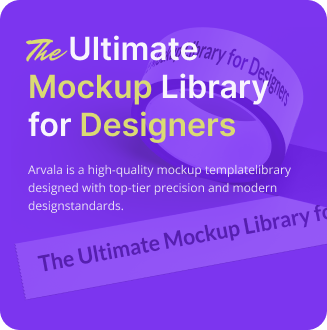 The Ultimate
Mockup Library
for Designers
Library for Designers
Arvala is a high-quality mockup templatelibrary
designed with top-tier precision and modern
designstandards.
The Ultimate Mockup Library fo